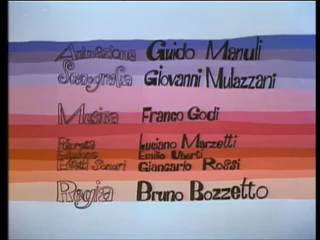 Animazione Guido Manuli
Scenografia Giovanni Mulazzani
Musica Franco Godi
Luciano Marzetti
Edizione Emilio Uberti
Effetti Sonori Giancarlo Rossi
Regia Bruno Bozzetto